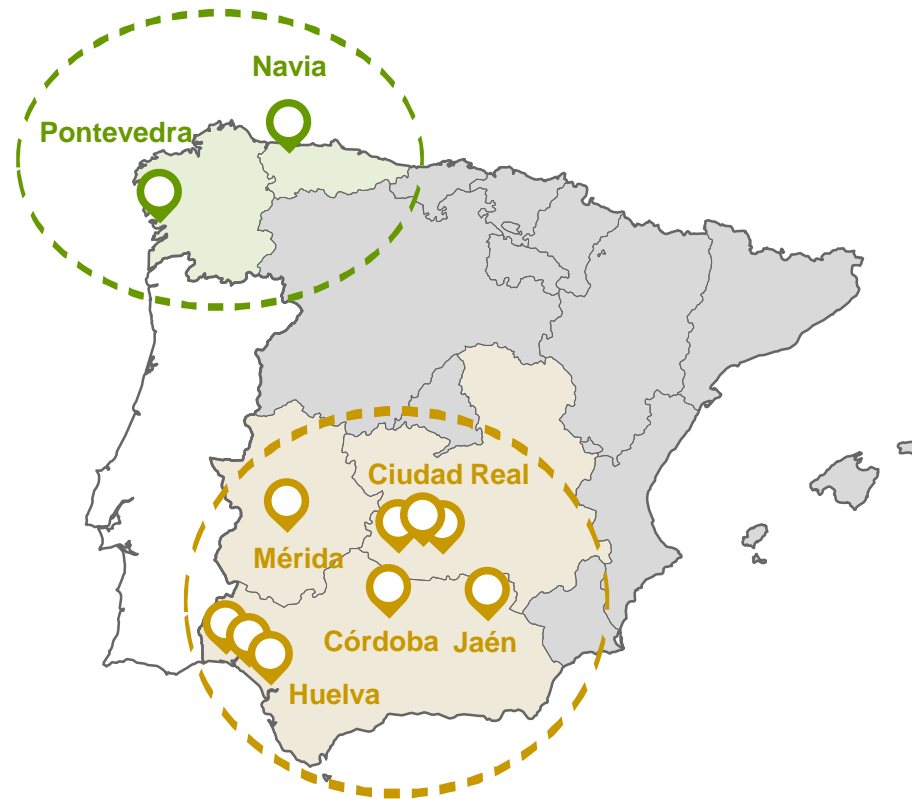 Navia
Pontevedra
Ciudad Real
Mérida
Córdoba
Jaén
Huelva